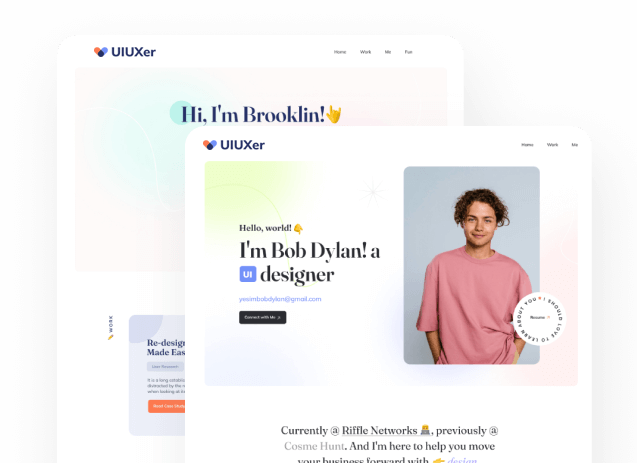 UIUXer
Home Work Me Fun
Hi, I'm Brooklin!
WORK
Re-desig
Made Eas
User Research
It is a long establis
distracted by the r
when looking at its
Read Case Study
UIUXer
Home Work Me
Hello, world!
I'm Bob Dylan! a
UI designer
yesimbobdylan@gmail.com
Connect with Me
I SHOULD LOVE TO LEARN ABOUT YOU
Resume
Currently @ Riffle Networks, previously @
Cosme Hunt. And I'm here to help you move
your business forward with design